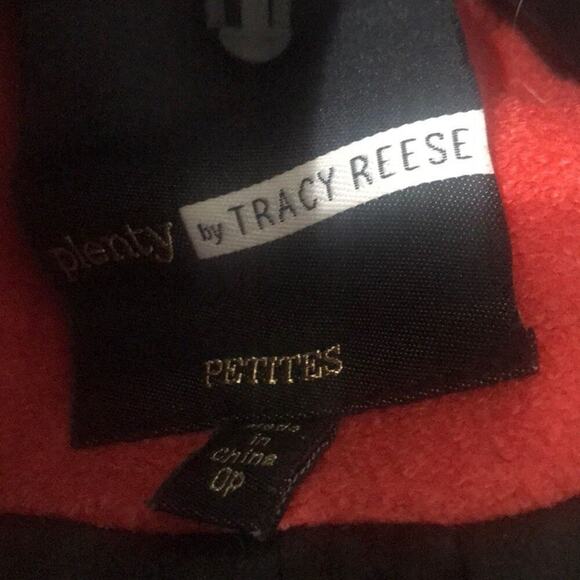 plenty by TRACY REESE
PETITES
made
in
china
0P